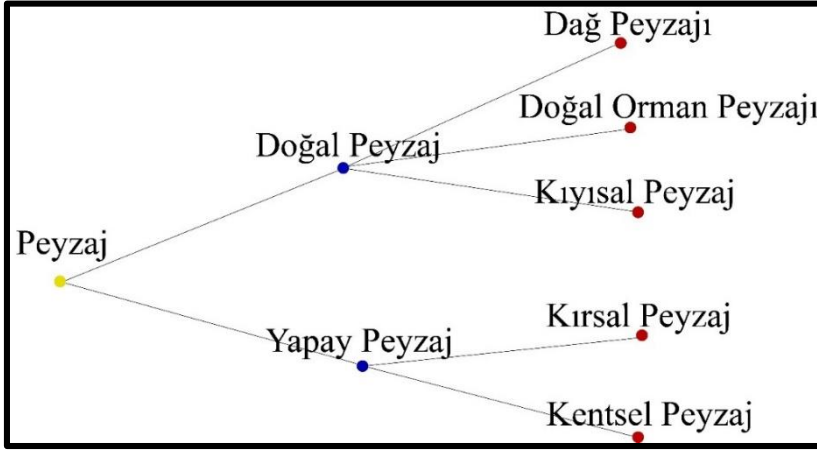 Dağ Peyzajı
Doğal Orman Peyzajı
Doğal Peyzaj
Kıyısal Peyzaj
Peyzaj
Kırsal Peyzaj
Yapay Peyzaj
Kentsel Peyzaj